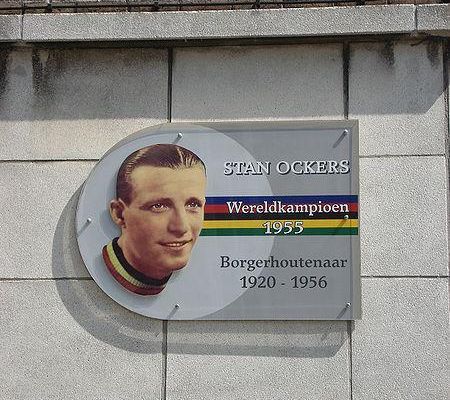 STAN OCKERS
Wereldkampioen
1955
Borgerhoutenaar
1920 - 1956